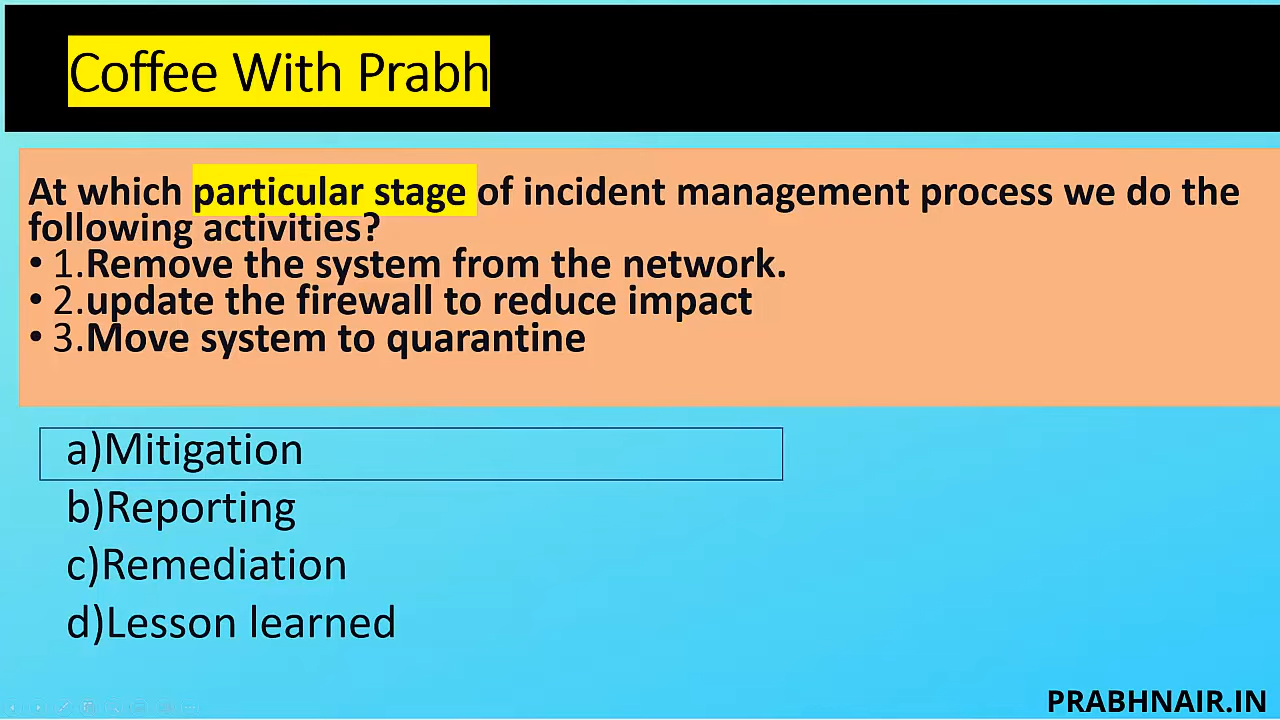 Coffee With Prabh
At which particular stage of incident management process we do the
following activities?
• 1.Remove the system from the network.
• 2.update the firewall to reduce impact
• 3.Move system to quarantine
a)Mitigation
b)Reporting
c)Remediation
d)Lesson learned
PRABHNAIR.IN